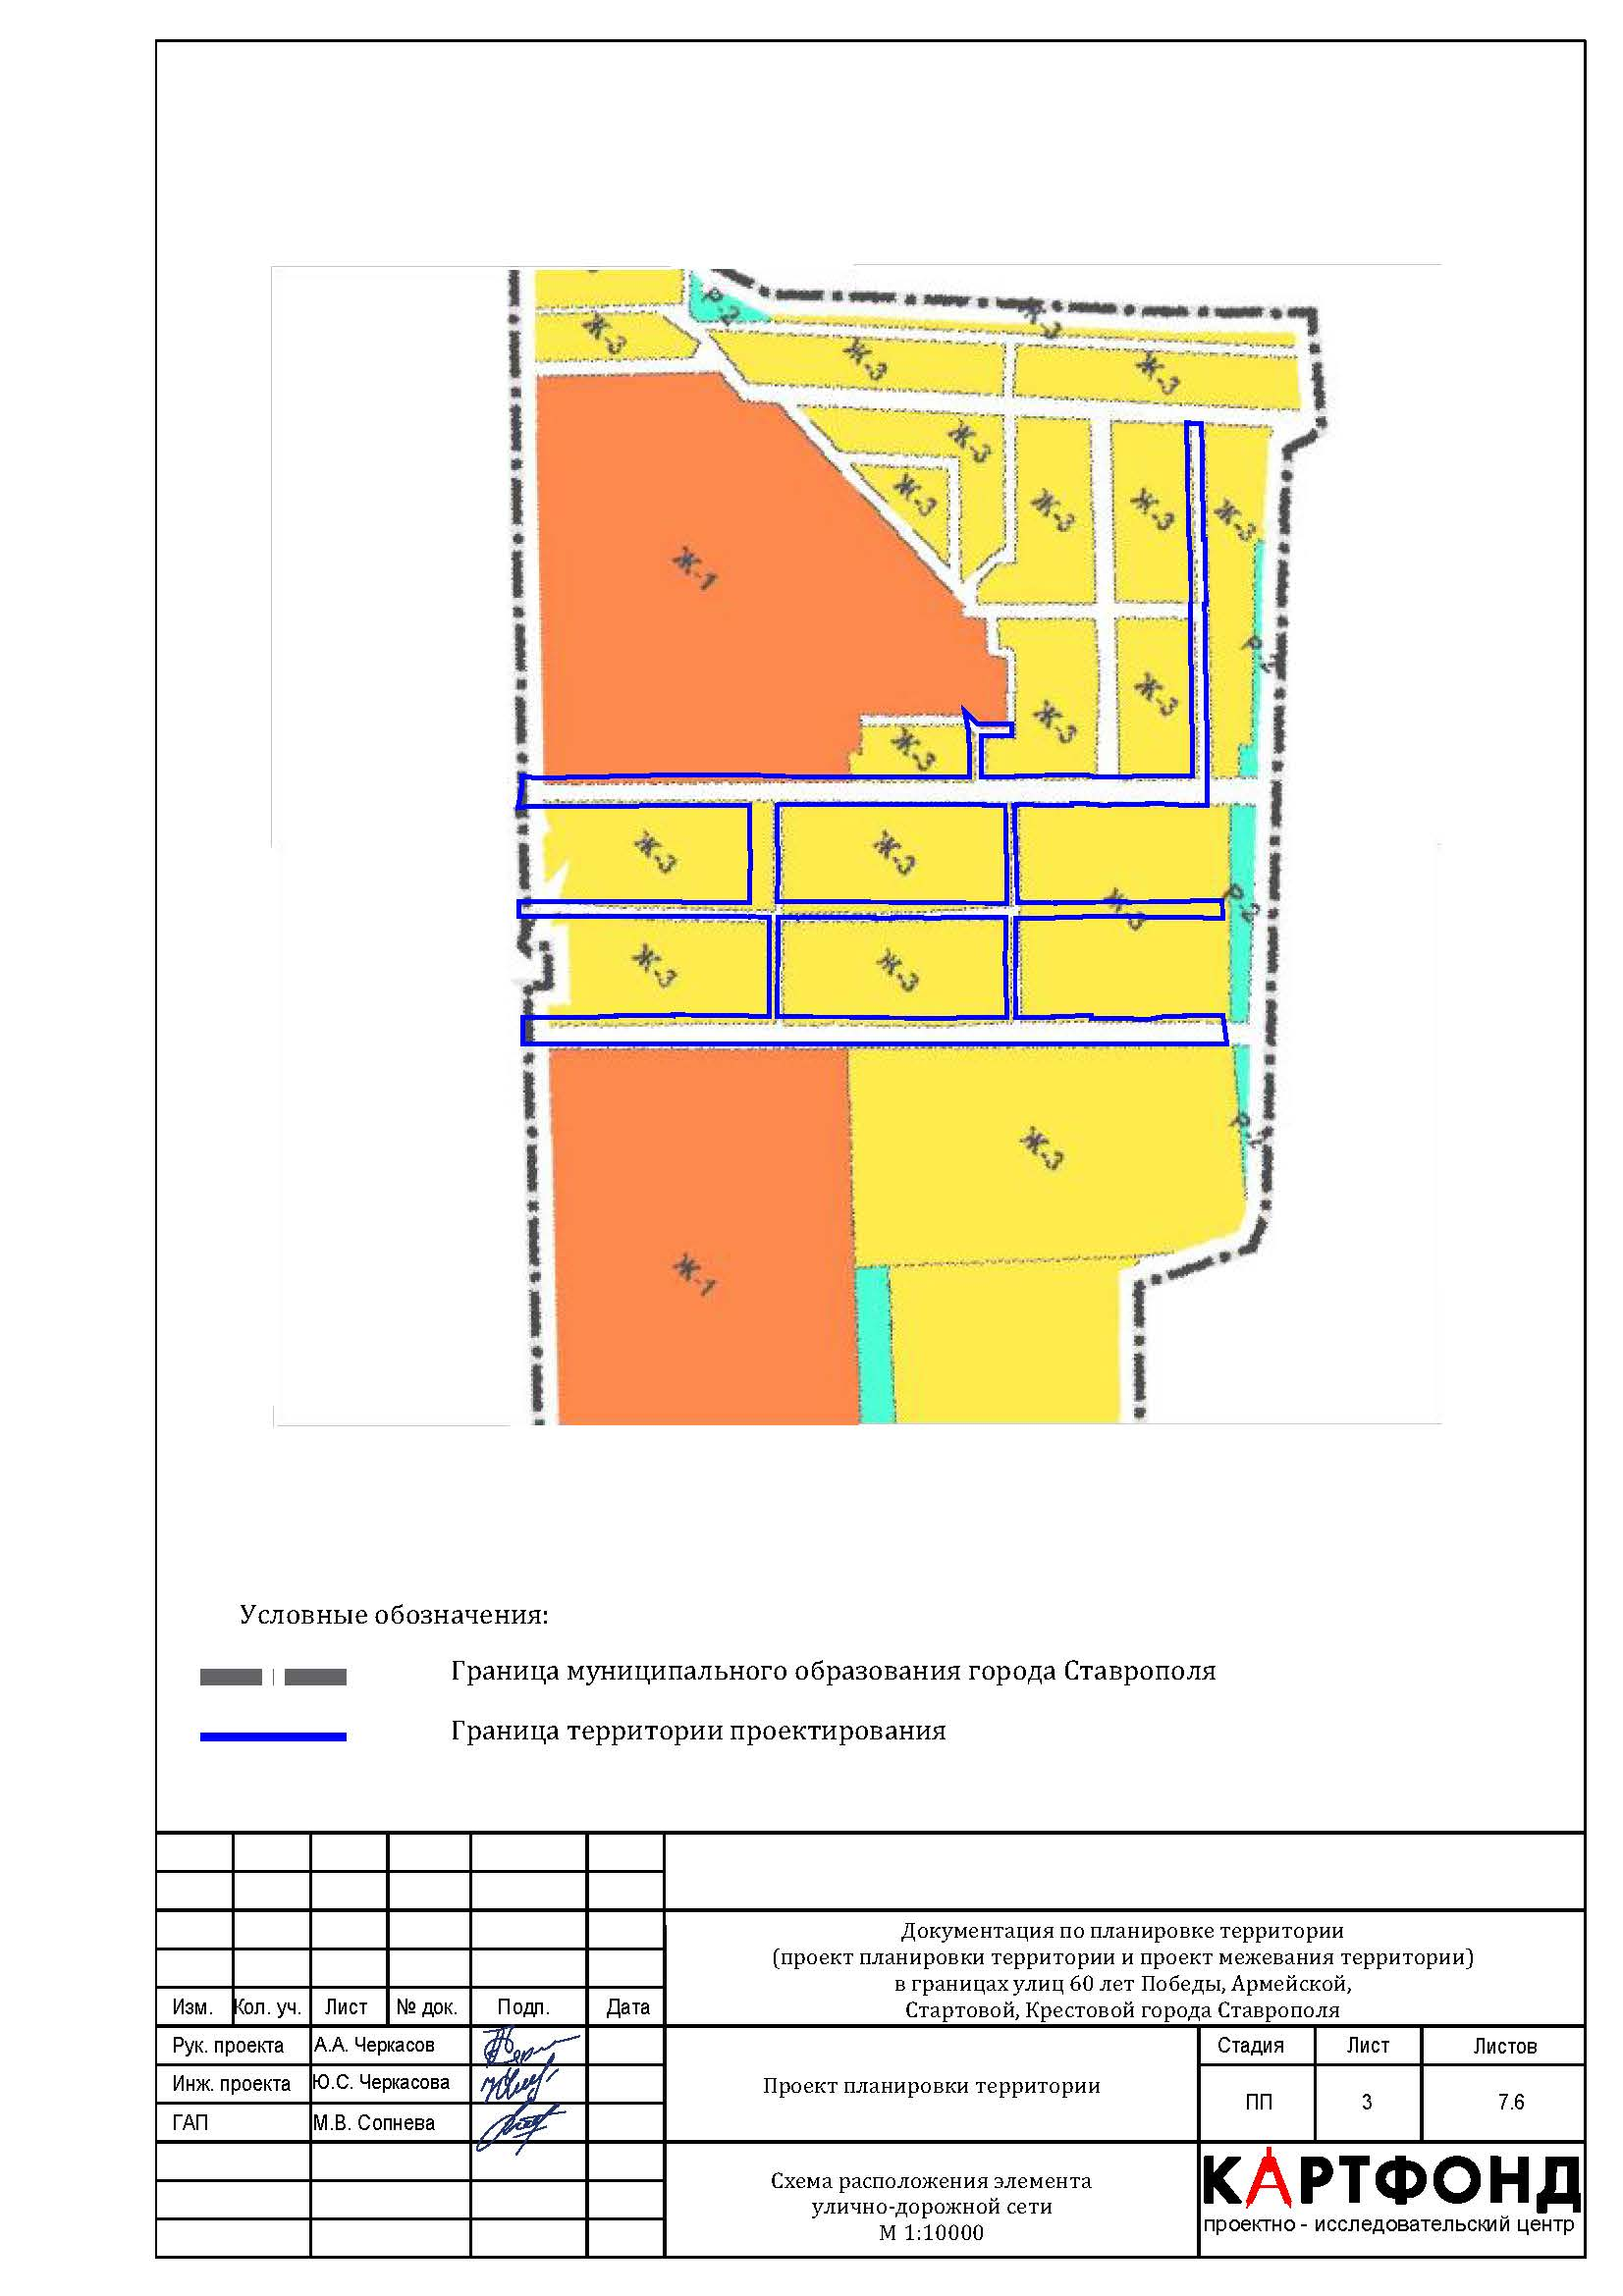 Р-2
Ж-3
Ж-3
Ж-3
Ж-3
Ж-3
Ж-3
Ж-3
Ж-3
Ж-3
Ж-1
Ж-3
Ж-3
Ж-3
Ж-3
Ж-3
Ж-3
Ж-3
Р-2
Ж-3
Ж-3
Ж-3
Ж-1
Условные обозначения:
Граница муниципального образования города Ставрополя
Граница территории проектирования
Документация по планировке территории
(проект планировки территории и проект межевания территории)
в границах улиц 60 лет Победы, Армейской,
Стартовой, Крестовой города Ставрополя
Изм. Кол. уч. Лист № док. Подп. Дата
Рук. проекта А.А. Черкасов
Инж. проекта Ю.С. Черкасова
ГАП М.В. Сопнева
Проект планировки территории
Стадия Лист Листов
ПП 3 7.6
Схема расположения элемента
улично-дорожной сети
М 1:10000
КАРТФОНД
проектно - исследовательский центр